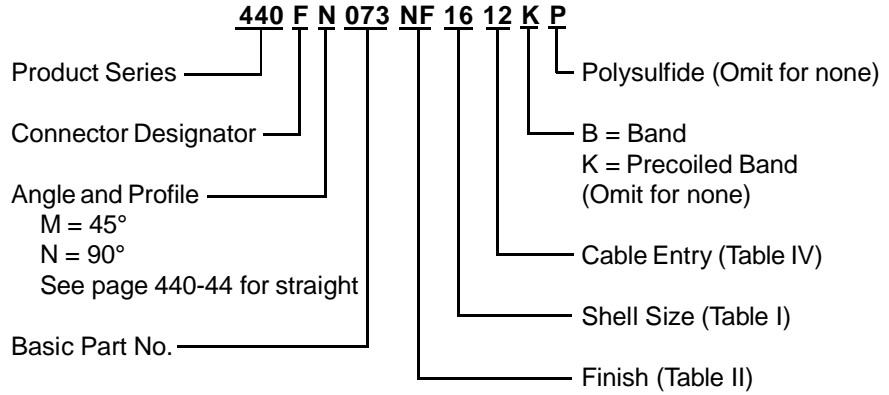 440 F N 073 NF 16 12 K P
Product Series
Connector Designator
Angle and Profile
M = 45°
N = 90°
See page 440-44 for straight
Basic Part No.
Polysulfide (Omit for none)
B = Band
K = Precoiled Band
(Omit for none)
Cable Entry (Table IV)
Shell Size (Table I)
Finish (Table II)